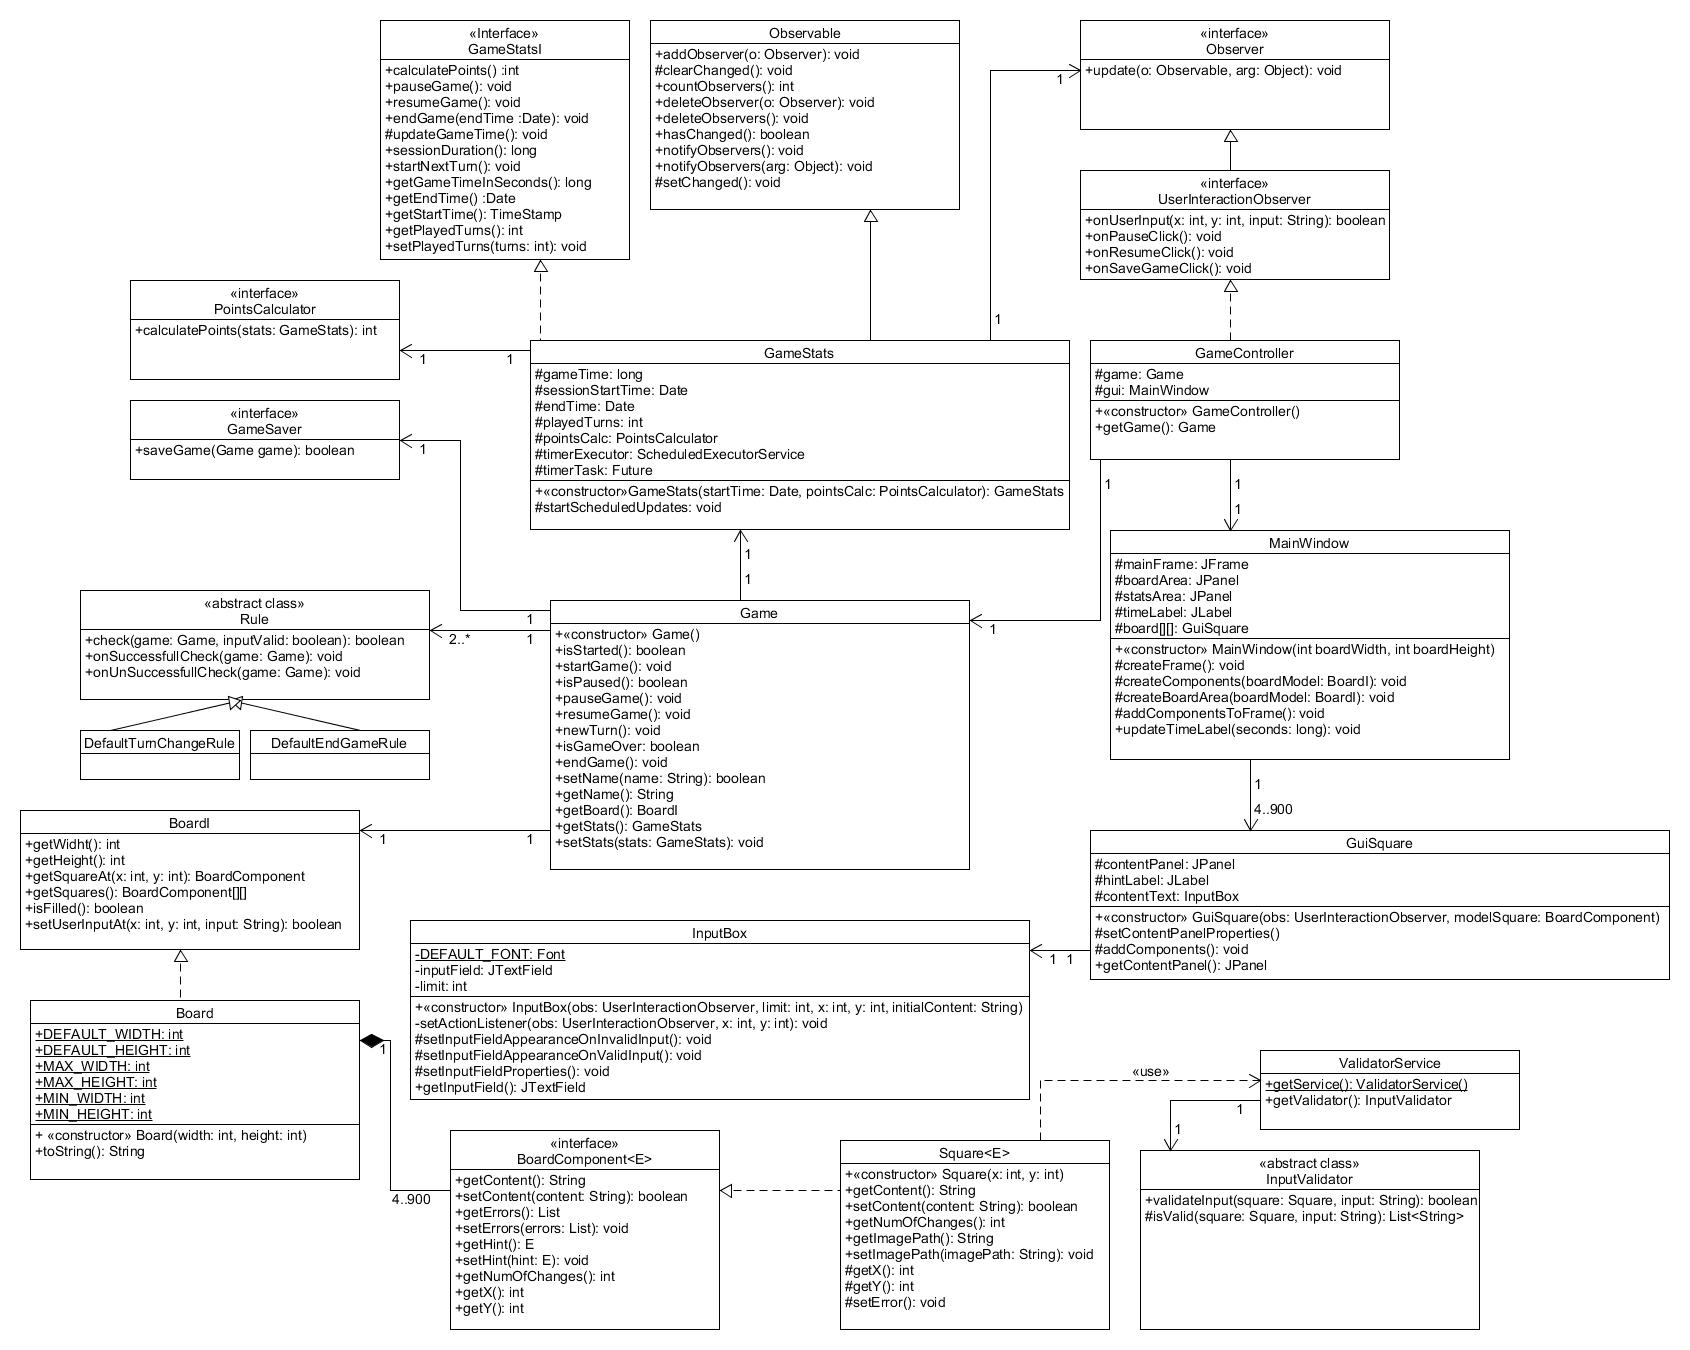 «Interface»
GameStatsI
+calculatePoints() :int
+pauseGame(): void
+resumeGame(): void
+endGame(endTime :Date): void
#updateGameTime(): void
+sessionDuration(): long
+startNextTurn(): void
+getGameTimeInSeconds(): long
+getEndTime() :Date
+getStartTime(): TimeStamp
+getPlayedTurns(): int
+setPlayedTurns(turns: int): void
Observable
+addObserver(o: Observer): void
#clearChanged(): void
+countObservers(): int
+deleteObserver(o: Observer): void
+deleteObservers(): void
+hasChanged(): boolean
+notifyObservers(): void
+notifyObservers(arg: Object): void
#setChanged(): void
«interface»
Observer
+update(o: Observable, arg: Object): void
1
1
«interface»
UserInteractionObserver
+onUserInput(x: int, y: int, input: String): boolean
+onPauseClick(): void
+onResumeClick(): void
+onSaveGameClick(): void
«interface»
PointsCalculator
+calculatePoints(stats: GameStats): int
1
1
«interface»
GameSaver
+saveGame(Game game): boolean
1
1
GameStats
#gameTime: long
#sessionStartTime: Date
#endTime: Date
#playedTurns: int
#pointsCalc: PointsCalculator
#timerExecutor: ScheduledExecutorService
#timerTask: Future
+«constructor»GameStats(startTime: Date, pointsCalc: PointsCalculator): GameStats
#startScheduledUpdates: void
1
1
GameController
#game: Game
#gui: MainWindow
+«constructor» GameController()
+getGame(): Game
1
1
1
1
MainWindow
#mainFrame: JFrame
#boardArea: JPanel
#statsArea: JPanel
#timeLabel: JLabel
#board[][]: GuiSquare
+«constructor» MainWindow(int boardWidth, int boardHeight)
#createFrame(): void
#createComponents(boardModel: BoardI): void
#createBoardArea(boardModel: BoardI): void
#addComponentsToFrame(): void
+updateTimeLabel(seconds: long): void
1
4..900
«abstract class»
Rule
+check(game: Game, inputValid: boolean): boolean
+onSuccessfullCheck(game: Game): void
+onUnSuccessfullCheck(game: Game): void
2..*
1
DefaultTurnChangeRule
DefaultEndGameRule
Game
+«constructor» Game()
+isStarted(): boolean
+startGame(): void
+isPaused(): boolean
+pauseGame(): void
+resumeGame(): void
+newTurn(): void
+isGameOver: boolean
+endGame(): void
+setName(name: String): boolean
+getName(): String
+getBoard(): BoardI
+getStats(): GameStats
+setStats(stats: GameStats): void
BoardI
+getWidht(): int
+getHeight(): int
+getSquareAt(x: int, y: int): BoardComponent
+getSquares(): BoardComponent[][]
+isFilled(): boolean
+setUserInputAt(x: int, y: int, input: String): boolean
1
1
GuiSquare
#contentPanel: JPanel
#hintLabel: JLabel
#contentText: InputBox
+«constructor» GuiSquare(obs: UserInteractionObserver, modelSquare: BoardComponent)
#setContentPanelProperties()
#addComponents(): void
+getContentPanel(): JPanel
1
1
InputBox
-DEFAULT_FONT: Font
-inputField: JTextField
-limit: int
+«constructor» InputBox(obs: UserInteractionObserver, limit: int, x: int, y: int, initialContent: String)
-setActionListener(obs: UserInteractionObserver, x: int, y: int): void
#setInputFieldAppearanceOnInvalidInput(): void
#setInputFieldAppearanceOnValidInput(): void
#setInputFieldProperties(): void
+getInputField(): JTextField
Board
+DEFAULT_WIDTH: int
+DEFAULT_HEIGHT: int
+MAX_WIDTH: int
+MAX_HEIGHT: int
+MIN_WIDTH: int
+MIN_HEIGHT: int
+ «constructor» Board(width: int, height: int)
+toString(): String
1
4..900
«interface»
BoardComponent<E>
+getContent(): String
+setContent(content: String): boolean
+getErrors(): List
+setErrors(errors: List): void
+getHint(): E
+setHint(hint: E): void
+getNumOfChanges(): int
+getX(): int
+getY(): int
Square<E>
+«constructor» Square(x: int, y: int)
+getContent(): String
+setContent(content: String): boolean
+getNumOfChanges(): int
+getImagePath(): String
+setImagePath(imagePath: String): void
#getX(): int
#getY(): int
#setError(): void
«use»
ValidatorService
+getService(): ValidatorService()
+getValidator(): InputValidator
1
1
«abstract class»
InputValidator
+validateInput(square: Square, input: String): boolean
#isValid(square: Square, input: String): List<String>